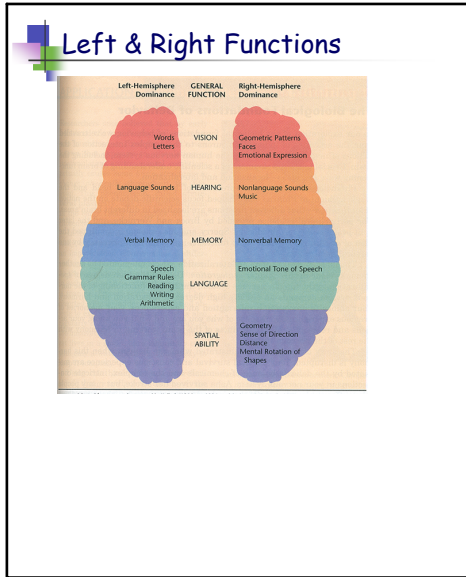 Left & Right Functions
Left-Hemisphere Dominance
GENERAL FUNCTION
Right-Hemisphere Dominance
Words
Letters
VISION
Geometric Patterns
Faces
Emotional Expression
Language Sounds
HEARING
Nonlanguage Sounds
Music
Verbal Memory
MEMORY
Nonverbal Memory
Speech
Grammar Rules
Reading
Writing
Arithmetic
LANGUAGE
Emotional Tone of Speech
SPATIAL
ABILITY
Geometry
Sense of Direction
Distance
Mental Rotation of
Shapes